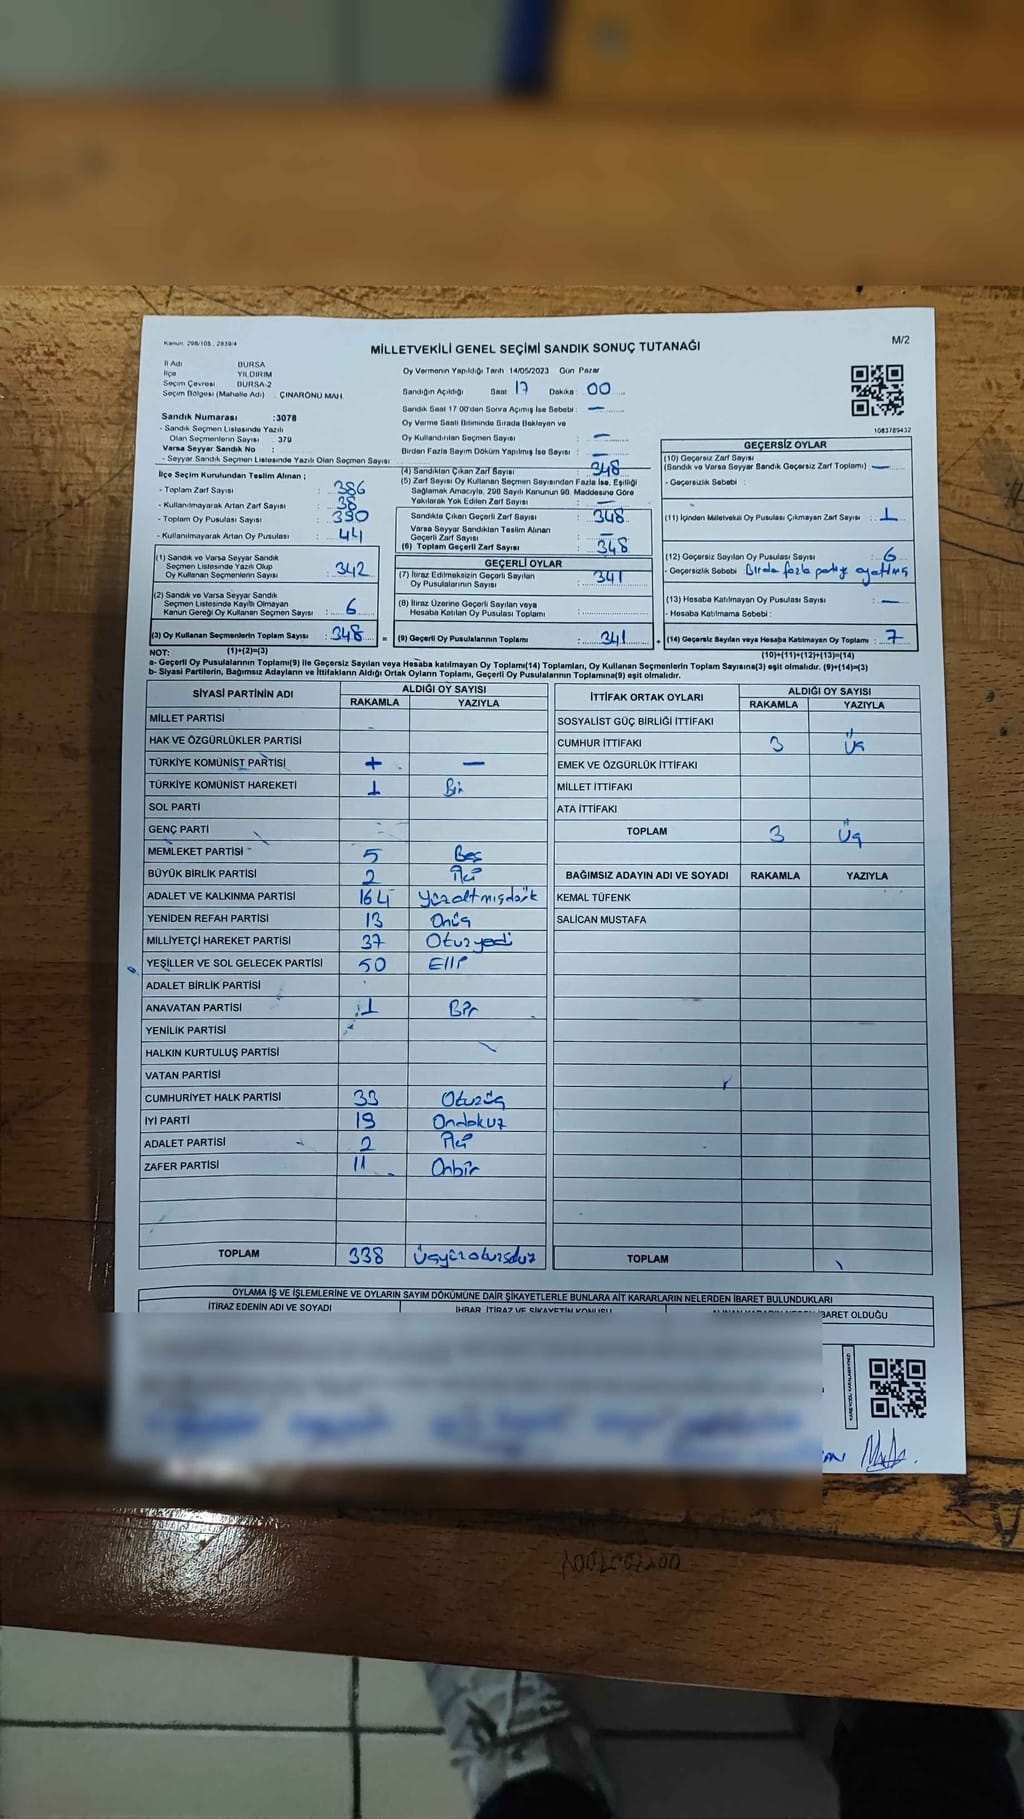 Kanun: 298/105 , 2839/4
MİLLETVEKİLİ GENEL SEÇİMİ SANDIK SONUÇ TUTANAĞI
M/2
İl Adı BURSA
İlçe YILDIRIM
Seçim Çevresi BURSA-2
Seçim Bölgesi (Mahalle Adı) : ÇINARÖNÜ MAH.
Sandık Numarası :3078
- Sandık Seçmen Listesinde Yazılı
Olan Seçmenlerin Sayısı : 379
Varsa Seyyar Sandık No :
- Seyyar Sandık Seçmen Listesinde Yazılı Olan Seçmen Sayısı
Oy Vermenin Yapıldığı Tarih 14/05/2023 Gün Pazar
Sandığın Açıldığı Saat 17 Dakika : 00
Sandık Saat 17 00'dan Sonra Açımış İse Sebebi : —
Oy Verme Saati Bitiminde Sırada Bekleyen ve
Oy Kullandırılan Seçmen Sayısı : —
Birden Fazla Sayım Döküm Yapılmış İse Sayısı : —
1083789432
İlçe Seçim Kurulundan Teslim Alınan ;
- Toplam Zarf Sayısı : 386
- Kullanılmayarak Artan Zarf Sayısı : 38
- Toplam Oy Pusulası Sayısı : 390
- Kullanılmayarak Artan Oy Pusulası : 44
(1) Sandık ve Varsa Seyyar Sandık
Seçmen Listesinde Yazılı Olup
Oy Kullanan Seçmenlerin Sayısı : 342
(2) Sandık ve Varsa Seyyar Sandık
Seçmen Listesinde Kayıtlı Olmayan
Kanun Gereği Oy Kullanan Seçmen Sayısı : 6
(3) Oy Kullanan Seçmenlerin Toplam Sayısı : 348 =
(1)+(2)=(3)
(4) Sandıktan Çıkan Zarf Sayısı : 348
(5) Zarf Sayısı Oy Kullanan Seçmen Sayısından Fazla İse, Eşitliği
Sağlamak Amacıyla, 298 Sayılı Kanunun 98. Maddesine Göre
Yakılarak Yok Edilen Zarf Sayısı : —
Sandıkta Çıkan Geçerli Zarf Sayısı : 348
Varsa Seyyar Sandıktan Teslim Alınan
Geçerli Zarf Sayısı : —
(6) Toplam Geçerli Zarf Sayısı : 348
GEÇERLİ OYLAR
(7) İtiraz Edilmeksizin Geçerli Sayılan
Oy Pusulalarının Sayısı : 341
(8) İtiraz Üzerine Geçerli Sayılan veya
Hesaba Katılan Oy Pusulası Toplamı :
(9) Geçerli Oy Pusulalarının Toplamı : 341 +
GEÇERSİZ OYLAR
(10) Geçersiz Zarf Sayısı
(Sandık ve Varsa Seyyar Sandık Geçersiz Zarf Toplamı) —
- Geçersizlik Sebebi :
(11) İçinden Milletvekili Oy Pusulası Çıkmayan Zarf Sayısı : 1
(12) Geçersiz Sayılan Oy Pusulası Sayısı : 6
- Geçersizlik Sebebi Birde fazla
(13) Hesaba Katılmayan Oy Pusulası Sayısı : —
- Hesaba Katılmama Sebebi :
(14) Geçersiz Sayılan veya Hesaba Katılmayan Oy Toplamı : 7
(10)+(11)+(12)+(13)=(14)
NOT:
a- Geçerli Oy Pusulalarının Toplamı(9) ile Geçersiz Sayılan veya Hesaba katılmayan Oy Toplam(14) Toplamları, Oy Kullanan Seçmenlerin Toplam Sayısına(3) eşit olmalıdır. (9)+(14)=(3)
b- Siyasi Partilerin, Bağımsız Adayların ve İttifakların Aldığı Ortak Oyların Toplamı, Geçerli Oy Pusulalarının Toplamına(9) eşit olmalıdır.
SİYASİ PARTİNİN ADI ALDIĞI OY SAYISI
RAKAMLA YAZIYLA
MİLLET PARTİSİ
HAK VE ÖZGÜRLÜKLER PARTİSİ
TÜRKİYE KOMÜNİST PARTİSİ + —
TÜRKİYE KOMÜNİST HAREKETİ 1 Bir
SOL PARTİ
GENÇ PARTİ
MEMLEKET PARTİSİ 5 Beş
BÜYÜK BİRLİK PARTİSİ 2 İki
ADALET VE KALKINMA PARTİSİ 164 Yüzaltmışdört
YENİDEN REFAH PARTİSİ 13 Onüç
MİLLİYETÇİ HAREKET PARTİSİ 37 Otuzyedi
YEŞİLLER VE SOL GELECEK PARTİSİ 50 Elli
ADALET BİRLİK PARTİSİ
ANAVATAN PARTİSİ 1 Bir
YENİLİK PARTİSİ
HALKIN KURTULUŞ PARTİSİ
VATAN PARTİSİ
CUMHURİYET HALK PARTİSİ 33 Otuzüç
İYİ PARTİ 19 Ondokuz
ADALET PARTİSİ 2 İki
ZAFER PARTİSİ 11 Onbir
TOPLAM 338
İTTİFAK ORTAK OYLARI ALDIĞI OY SAYISI
RAKAMLA YAZIYLA
SOSYALİST GÜÇ BİRLİĞİ İTTİFAKI
CUMHUR İTTİFAKI 3 Üç
EMEK VE ÖZGÜRLÜK İTTİFAKI
MİLLET İTTİFAKI
ATA İTTİFAKI
TOPLAM 3 Üç
BAĞIMSIZ ADAYIN ADI VE SOYADI RAKAMLA YAZIYLA
KEMAL TÜFENK
SALİCAN MUSTAFA
TOPLAM
OYLAMA İŞ VE İŞLEMLERİNE VE OYLARIN SAYIM DÖKÜMÜNE DAİR ŞİKAYETLERLE BUNLARA AİT KARARLARIN NELERDEN İBARET BULUNDUKLARI
İTİRAZ EDENİN ADI VE SOYADI İHBAR, İTİRAZ VE ŞİKAYETİN KONUSU ALINAN KARARIN NEDEN İBARET OLDUĞU